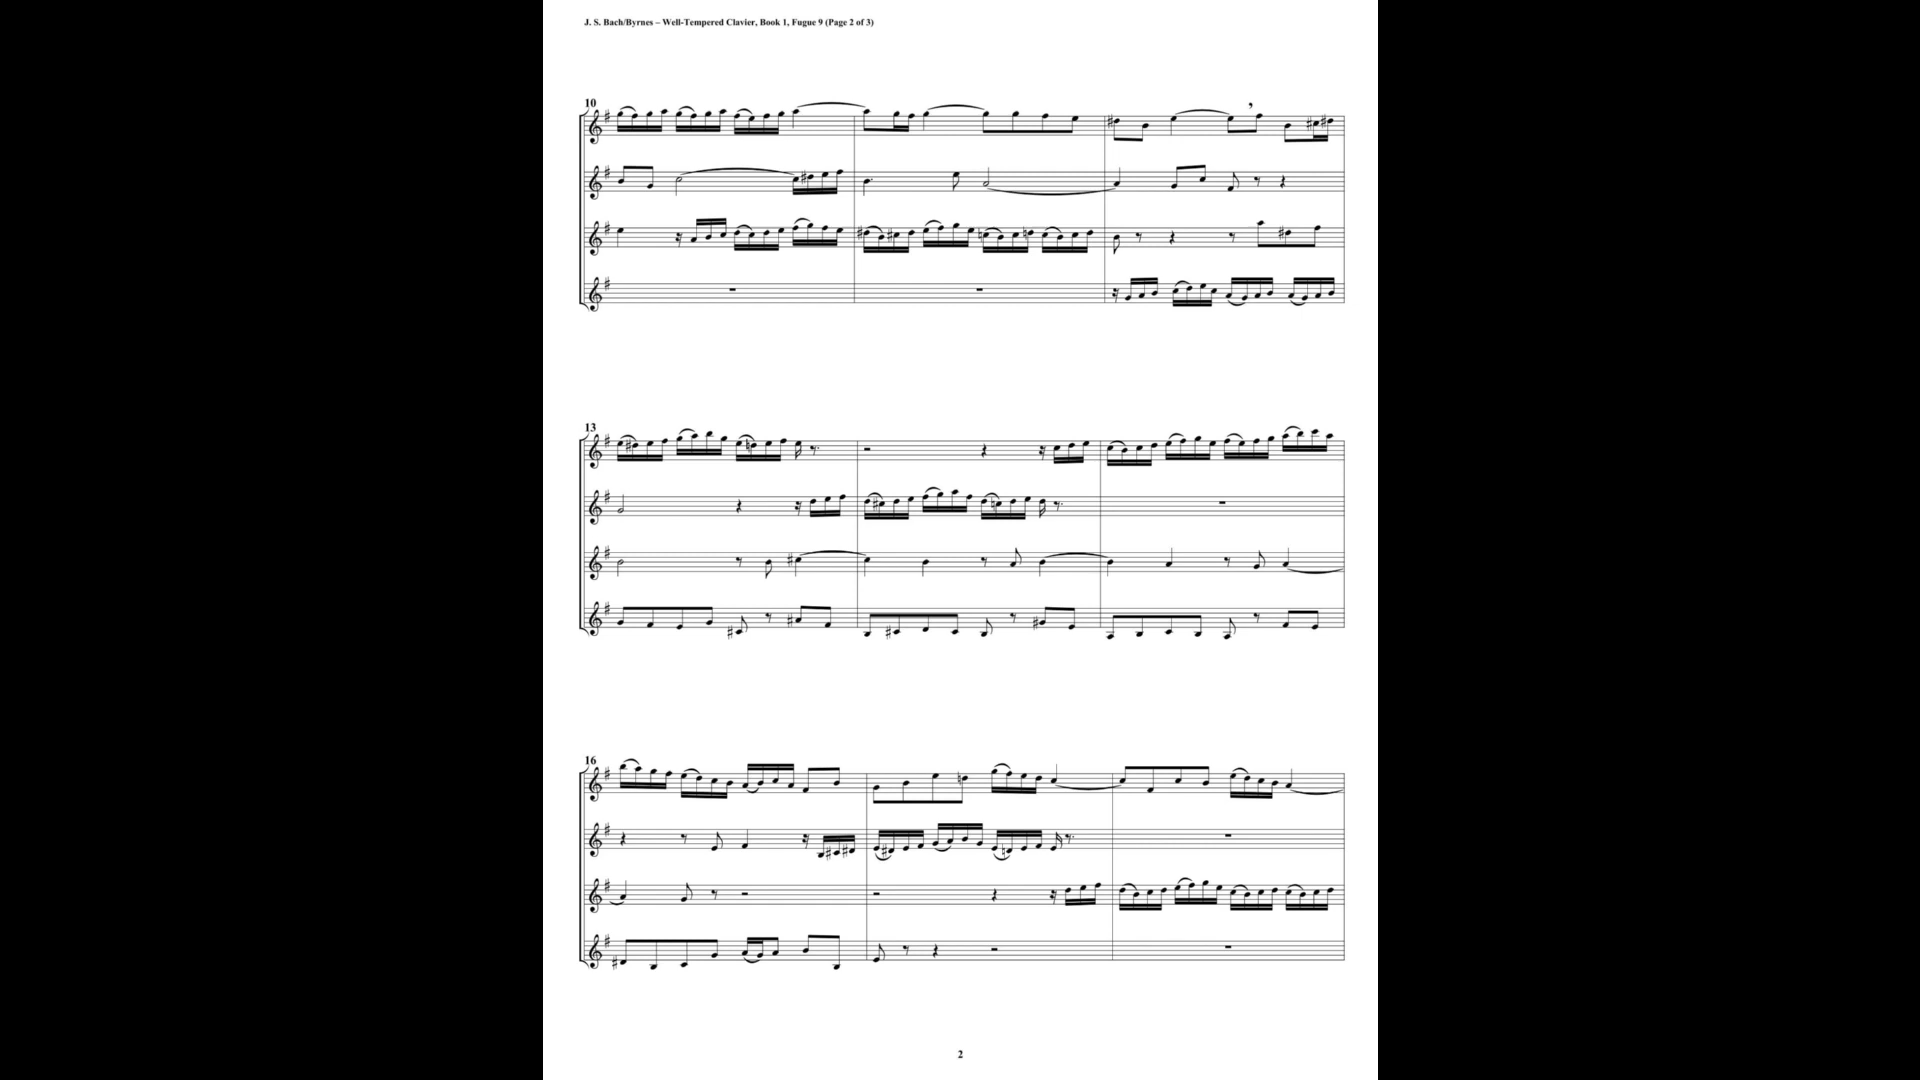 J. S. Bach/Byrnes – Well-Tempered Clavier, Book 1, Fugue 9 (Page 2 of 3)
10
13
16
2